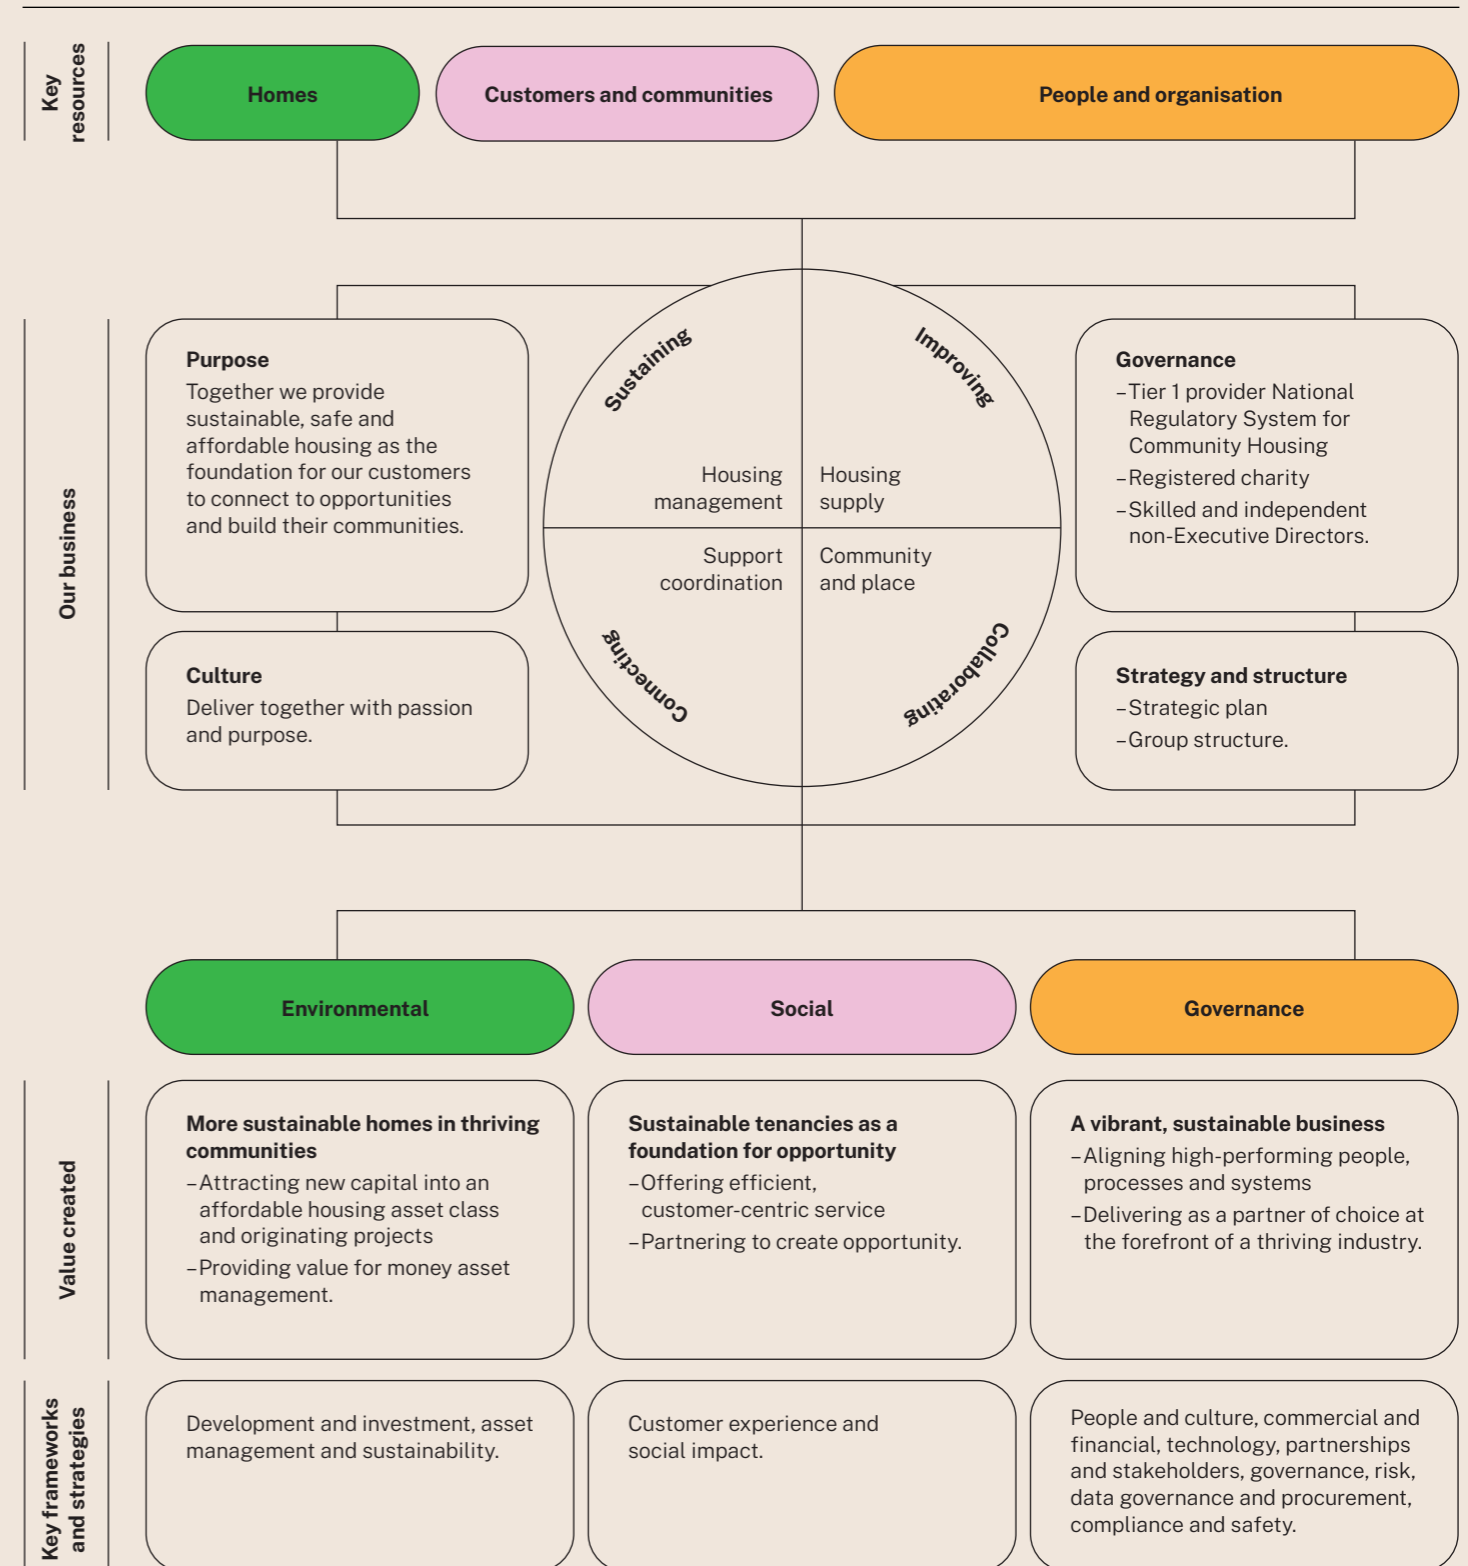 Key
resources
Homes
Customers and communities
People and organisation
Our business
Purpose
Together we provide
sustainable, safe and
affordable housing as the
foundation for our customers
to connect to opportunities
and build their communities.
Culture
Deliver together with passion
and purpose.
Sustaining
Improving
Housing
management
Housing
supply
Support
coordination
Community
and place
Connecting
Collaborating
Governance
–Tier 1 provider National
Regulatory System for
Community Housing
–Registered charity
–Skilled and independent
non-Executive Directors.
Strategy and structure
–Strategic plan
–Group structure.
Environmental
Social
Governance
Value created
More sustainable homes in thriving
communities
–Attracting new capital into an
affordable housing asset class
and originating projects
–Providing value for money asset
management.
Sustainable tenancies as a
foundation for opportunity
–Offering efficient,
customer-centric service
–Partnering to create opportunity.
A vibrant, sustainable business
–Aligning high-performing people,
processes and systems
–Delivering as a partner of choice at
the forefront of a thriving industry.
Key frameworks
and strategies
Development and investment, asset
management and sustainability.
Customer experience and
social impact.
People and culture, commercial and
financial, technology, partnerships
and stakeholders, governance, risk,
data governance and procurement,
compliance and safety.